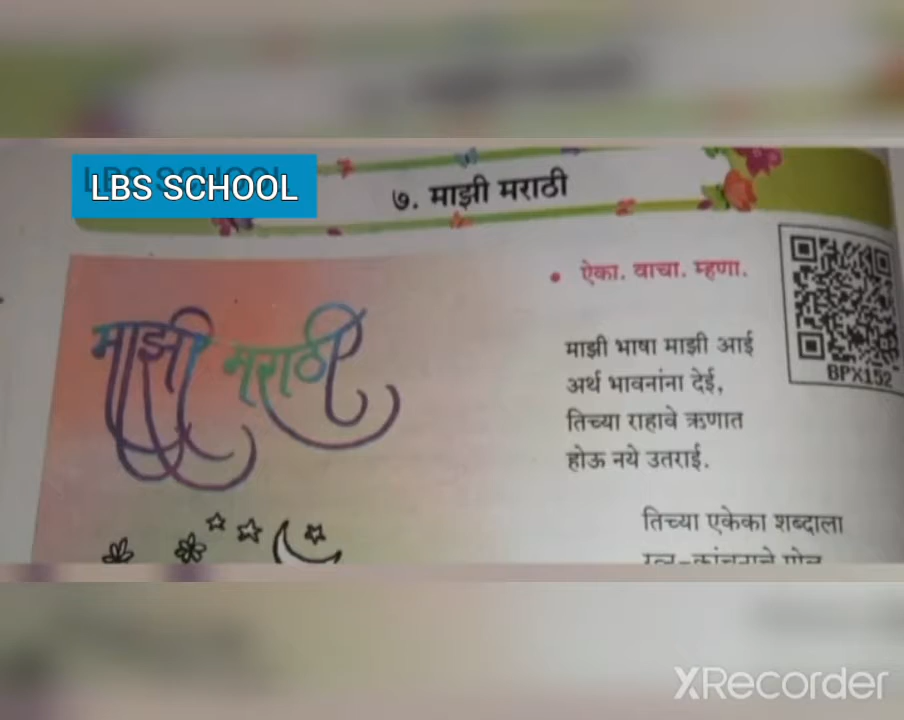 LBS SCHOOL
७. माझी मराठी
• ऐका. वाचा. म्हणा.
BPX152
माझी मराठी
माझी भाषा माझी आई
अर्थ भावनांना देई,
तिच्या राहावे ऋणात
होऊ नये उतराई.
तिच्या एकेका शब्दाला
XRecorder